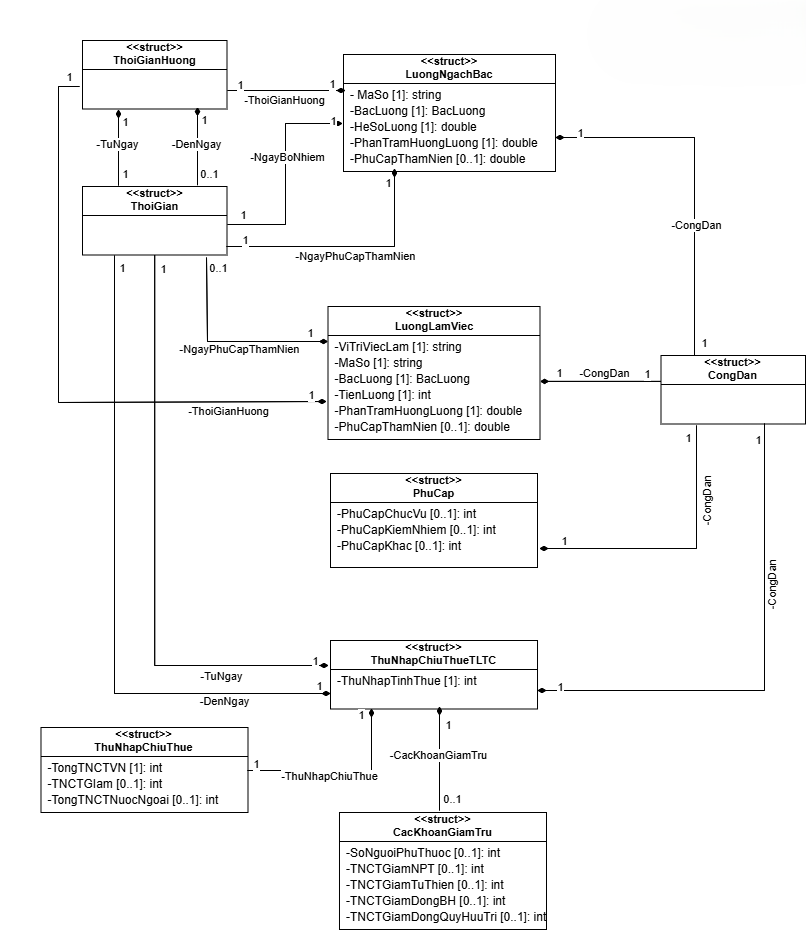 <<struct>>
ThoiGianHuong
<<struct>>
LuongNgachBac
- MaSo [1]: string
-BacLuong [1]: BacLuong
-HeSoLuong [1]: double
-PhanTramHuongLuong [1]: double
-PhuCapThamNien [0..1]: double
1
1
-ThoiGianHuong
1
1
1
-TuNgay
-DenNgay
1
0..1
1
-NgayBoNhiem
1
1
1
-NgayPhuCapThamNien
1
-CongDan
1
<<struct>>
ThoiGian
1
1
0..1
-NgayPhuCapThamNien
1
<<struct>>
LuongLamViec
-ViTriViecLam [1]: string
-MaSo [1]: string
-BacLuong [1]: BacLuong
-TienLuong [1]: int
-PhanTramHuongLuong [1]: double
-PhuCapThamNien [0..1]: double
1
-ThoiGianHuong
1
-CongDan
1
<<struct>>
CongDan
1
1
-CongDan
-CongDan
<<struct>>
PhuCap
-PhuCapChucVu [0..1]: int
-PhuCapKiemNhiem [0..1]: int
-PhuCapKhac [0..1]: int
1
<<struct>>
ThuNhapChiuThueTLTC
-ThuNhapTinhThue [1]: int
1
-TuNgay
1
-DenNgay
1
1
1
<<struct>>
ThuNhapChiuThue
-TongTNCTVN [1]: int
-TNCTGIam [0..1]: int
-TongTNCTNuocNgoai [0..1]: int
1
-ThuNhapChiuThue
-CacKhoanGiamTru
0..1
<<struct>>
CacKhoanGiamTru
-SoNguoiPhuThuoc [0..1]: int
-TNCTGiamNPT [0..1]: int
-TNCTGiamTuThien [0..1]: int
-TNCTGiamDongBH [0..1]: int
-TNCTGiamDongQuyHuuTri [0..1]: int